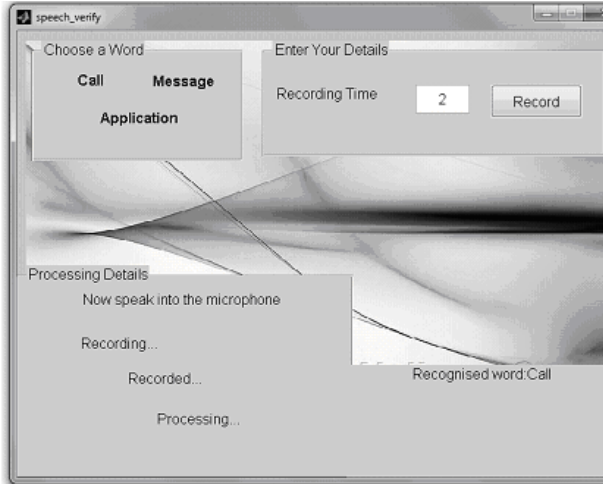 speech_verify
Choose a Word
Call Message
Application
Enter Your Details
Recording Time 2 Record
Processing Details
Now speak into the microphone
Recording...
Recorded...
Processing...
Recognised word:Call